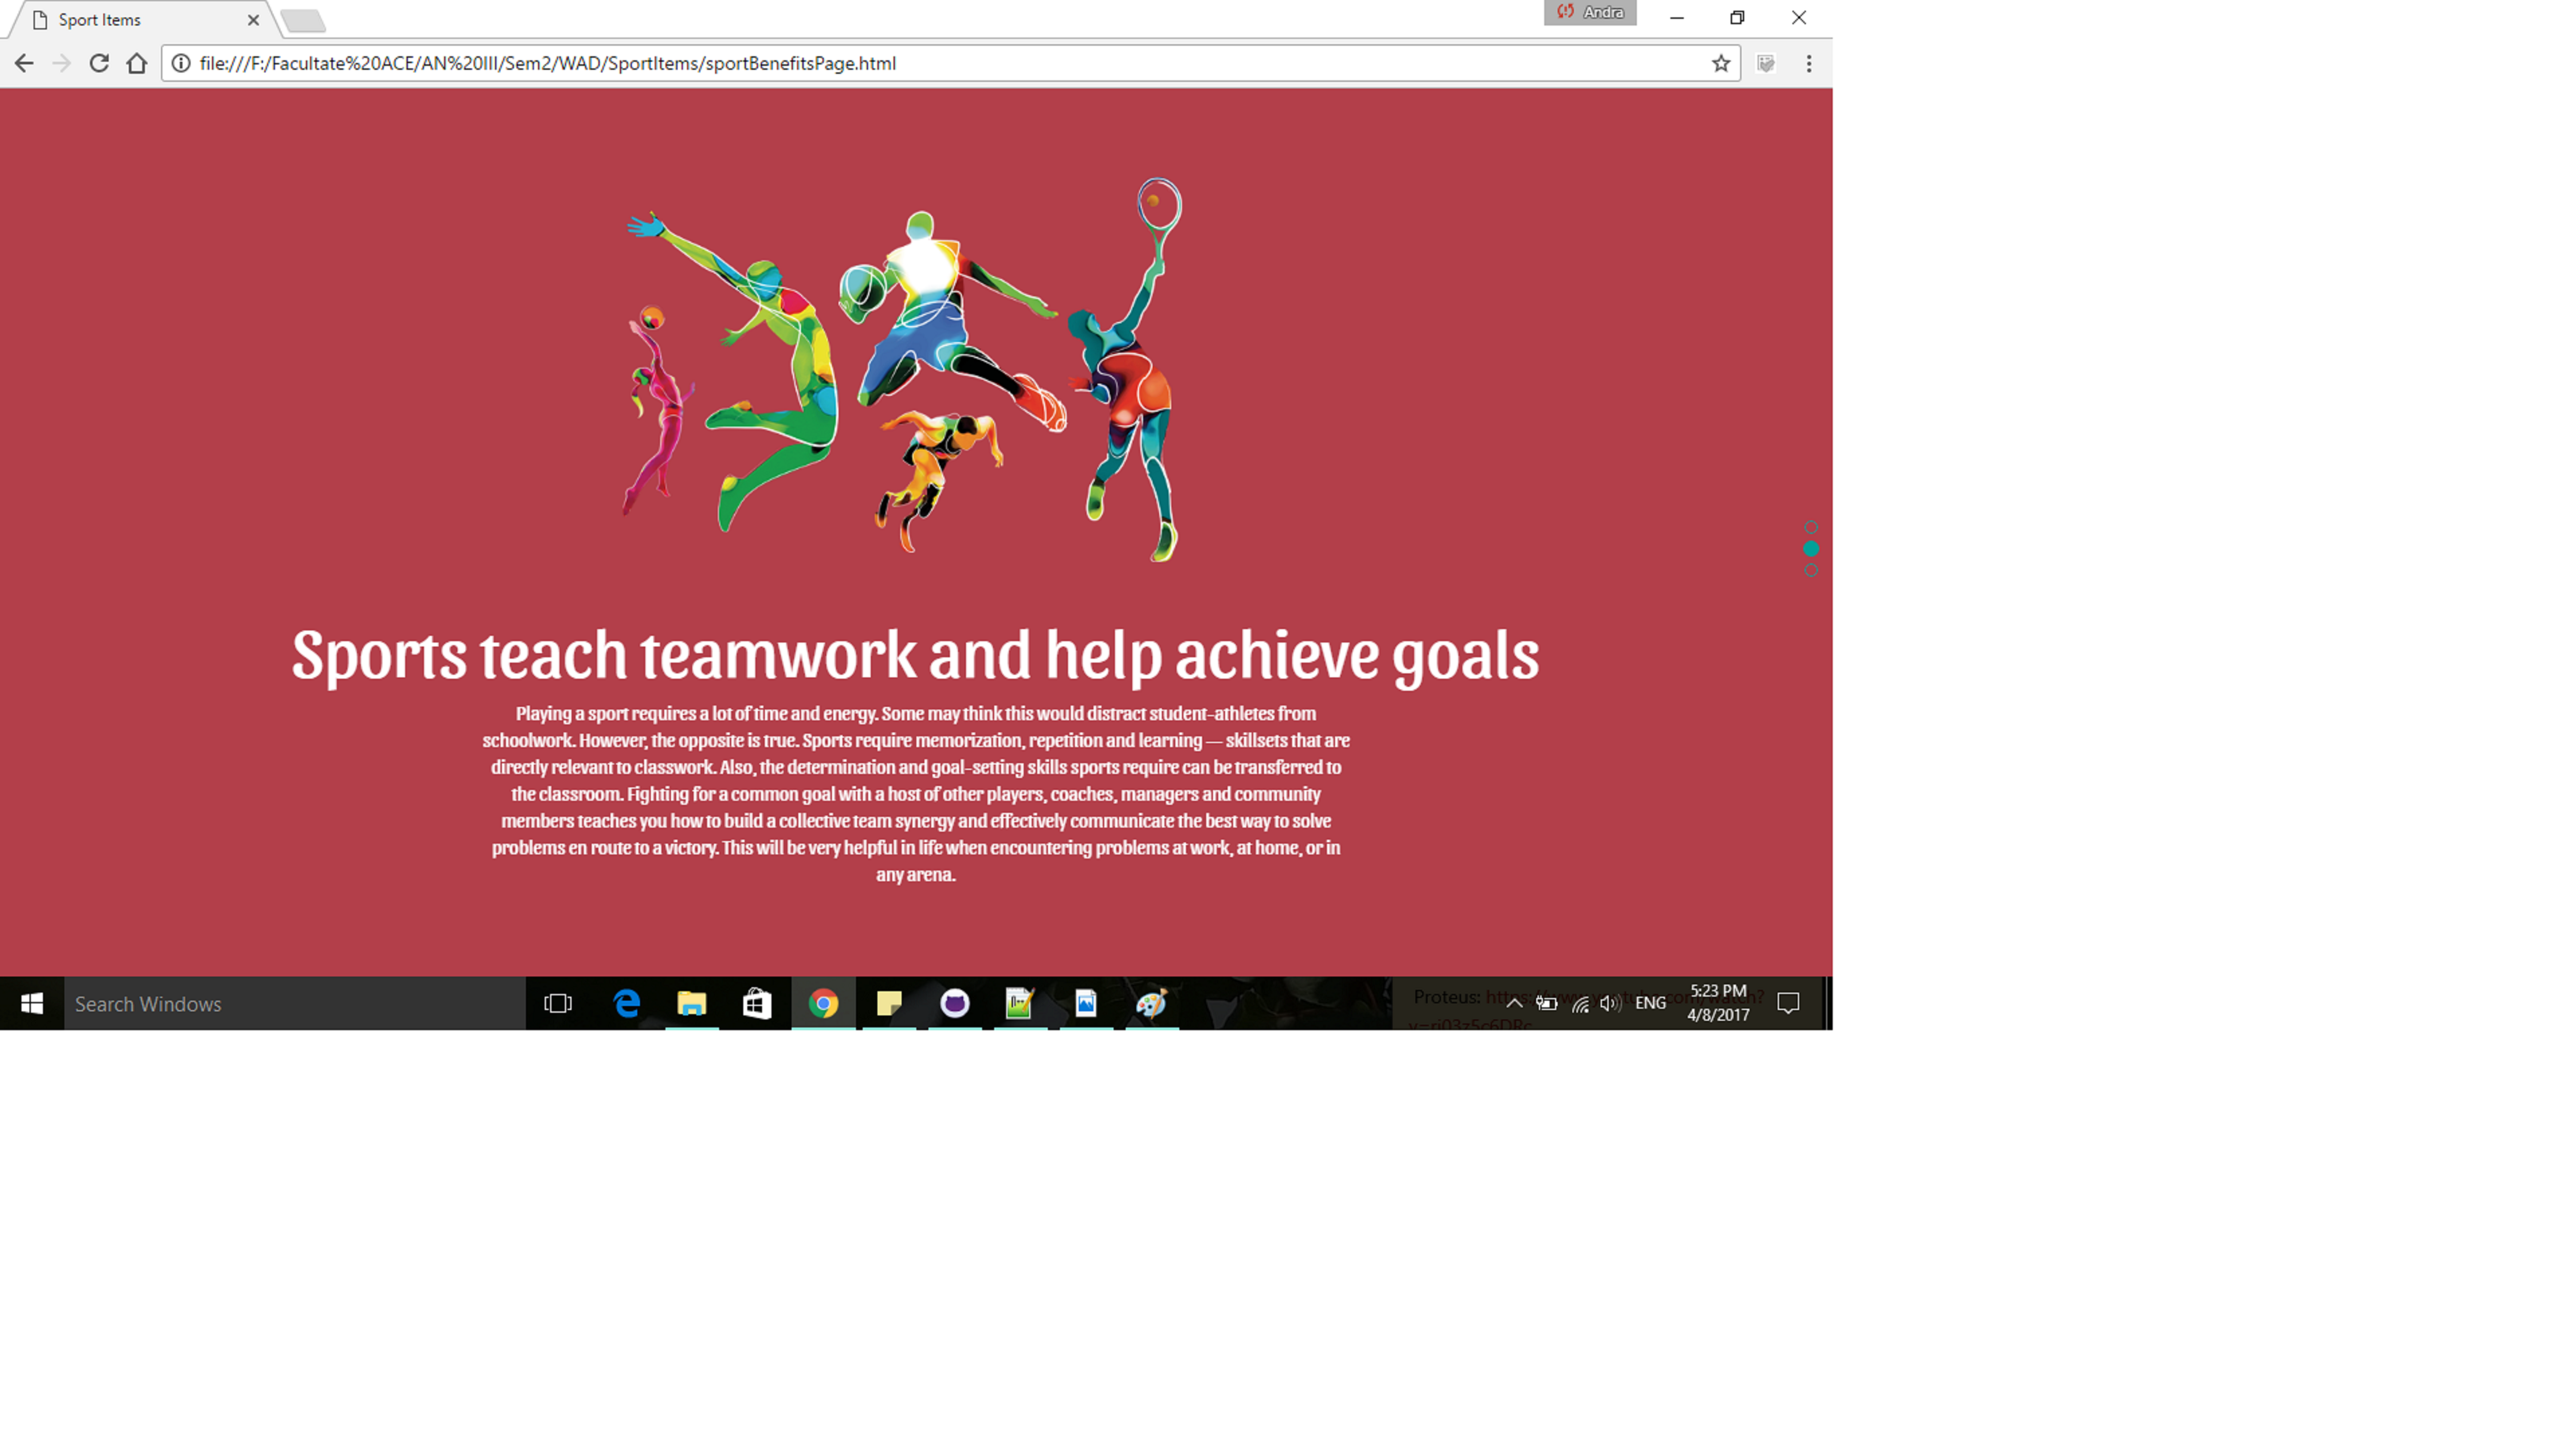 Sport Items
Andra
file:///F:/Facultate%20ACE/AN%20III/Sem2/WAD/SportItems/sportBenefitsPage.html
Sports teach teamwork and help achieve goals
Playing a sport requires a lot of time and energy. Some may think this would distract student-athletes from
schoolwork. However, the opposite is true. Sports require memorization, repetition and learning — skillsets that are
directly relevant to classwork. Also, the determination and goal-setting skills sports require can be transferred to
the classroom. Fighting for a common goal with a host of other players, coaches, managers and community
members teaches you how to build a collective team synergy and effectively communicate the best way to solve
problems en route to a victory. This will be very helpful in life when encountering problems at work, at home, or in
any arena.
Search Windows
Proteus:
ENG
5:23 PM
4/8/2017